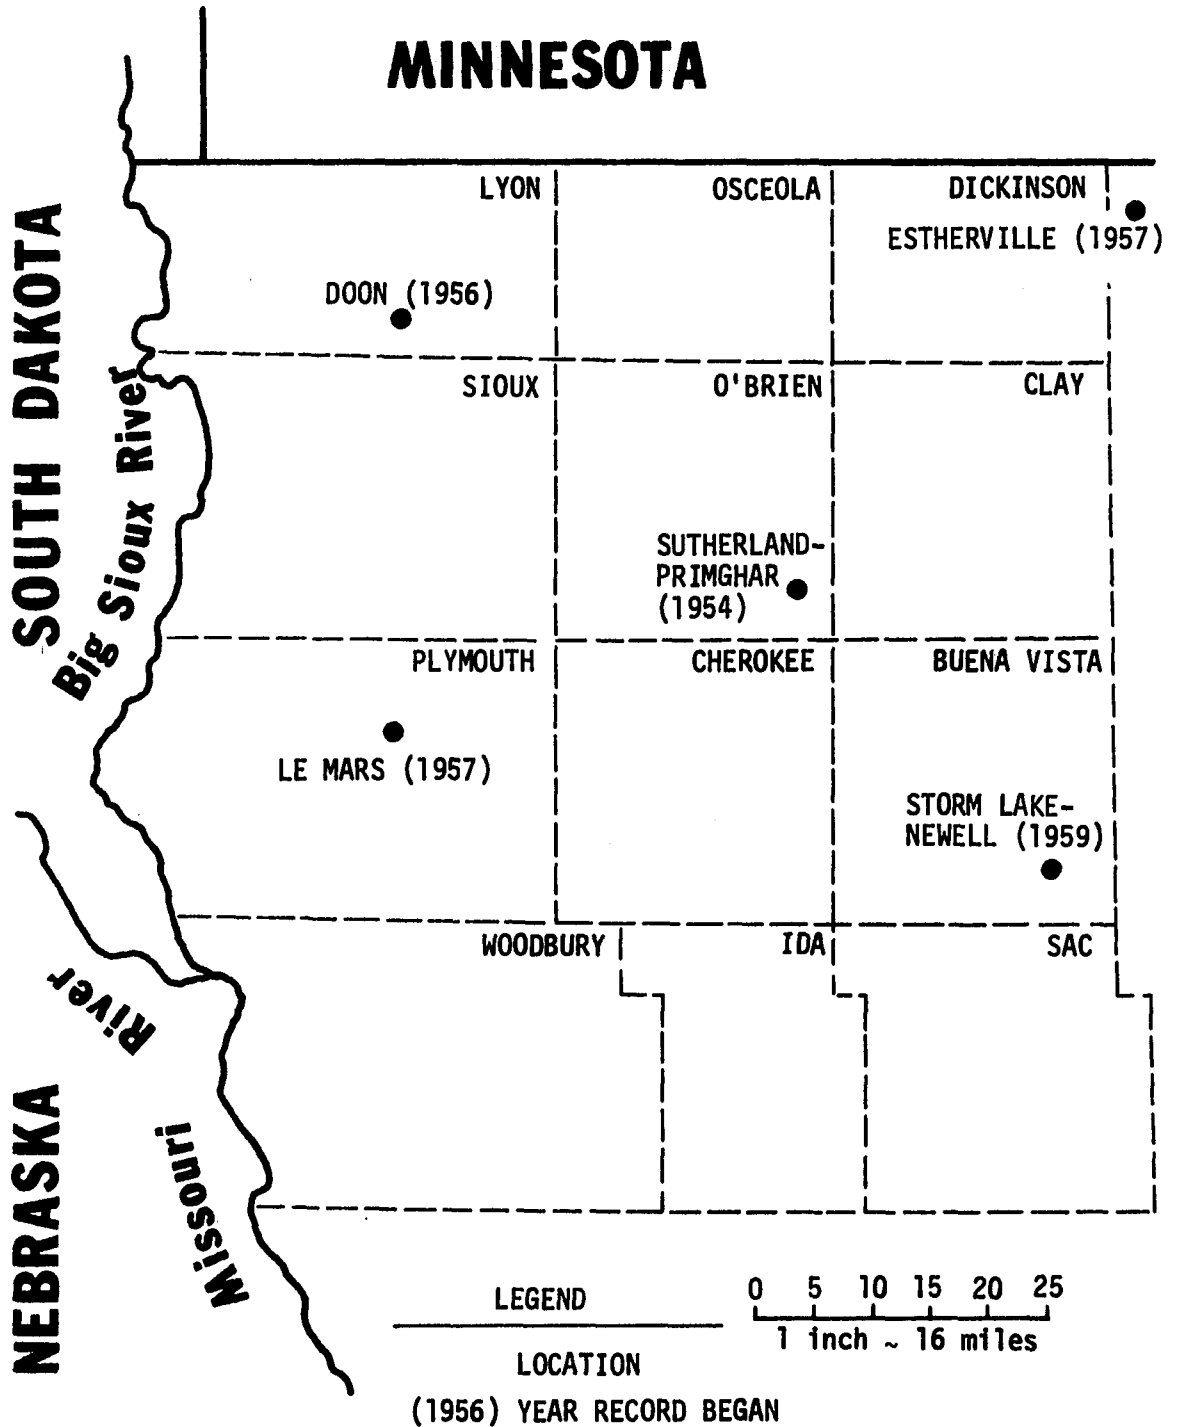 MINNESOTA
SOUTH DAKOTA
NEBRASKA
Big Sioux River
Missouri River
LYON
OSCEOLA
DICKINSON
ESTHERVILLE (1957)
DOON (1956)
SIOUX
O'BRIEN
CLAY
SUTHERLAND-
PRIMGHAR
(1954)
PLYMOUTH
CHEROKEE
BUENA VISTA
LE MARS (1957)
STORM LAKE-
NEWELL (1959)
WOODBURY
IDA
SAC
LEGEND
LOCATION
(1956) YEAR RECORD BEGAN
0 5 10 15 20 25
1 inch ~ 16 miles